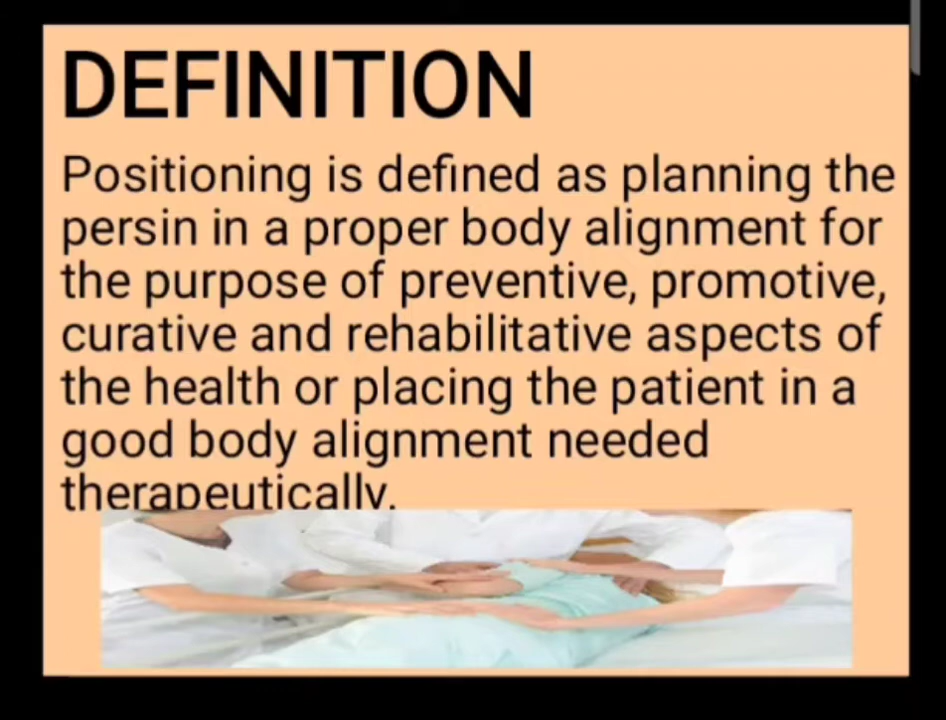 DEFINITION
Positioning is defined as planning the
persin in a proper body alignment for
the purpose of preventive, promotive,
curative and rehabilitative aspects of
the health or placing the patient in a
good body alignment needed
therapeutically.